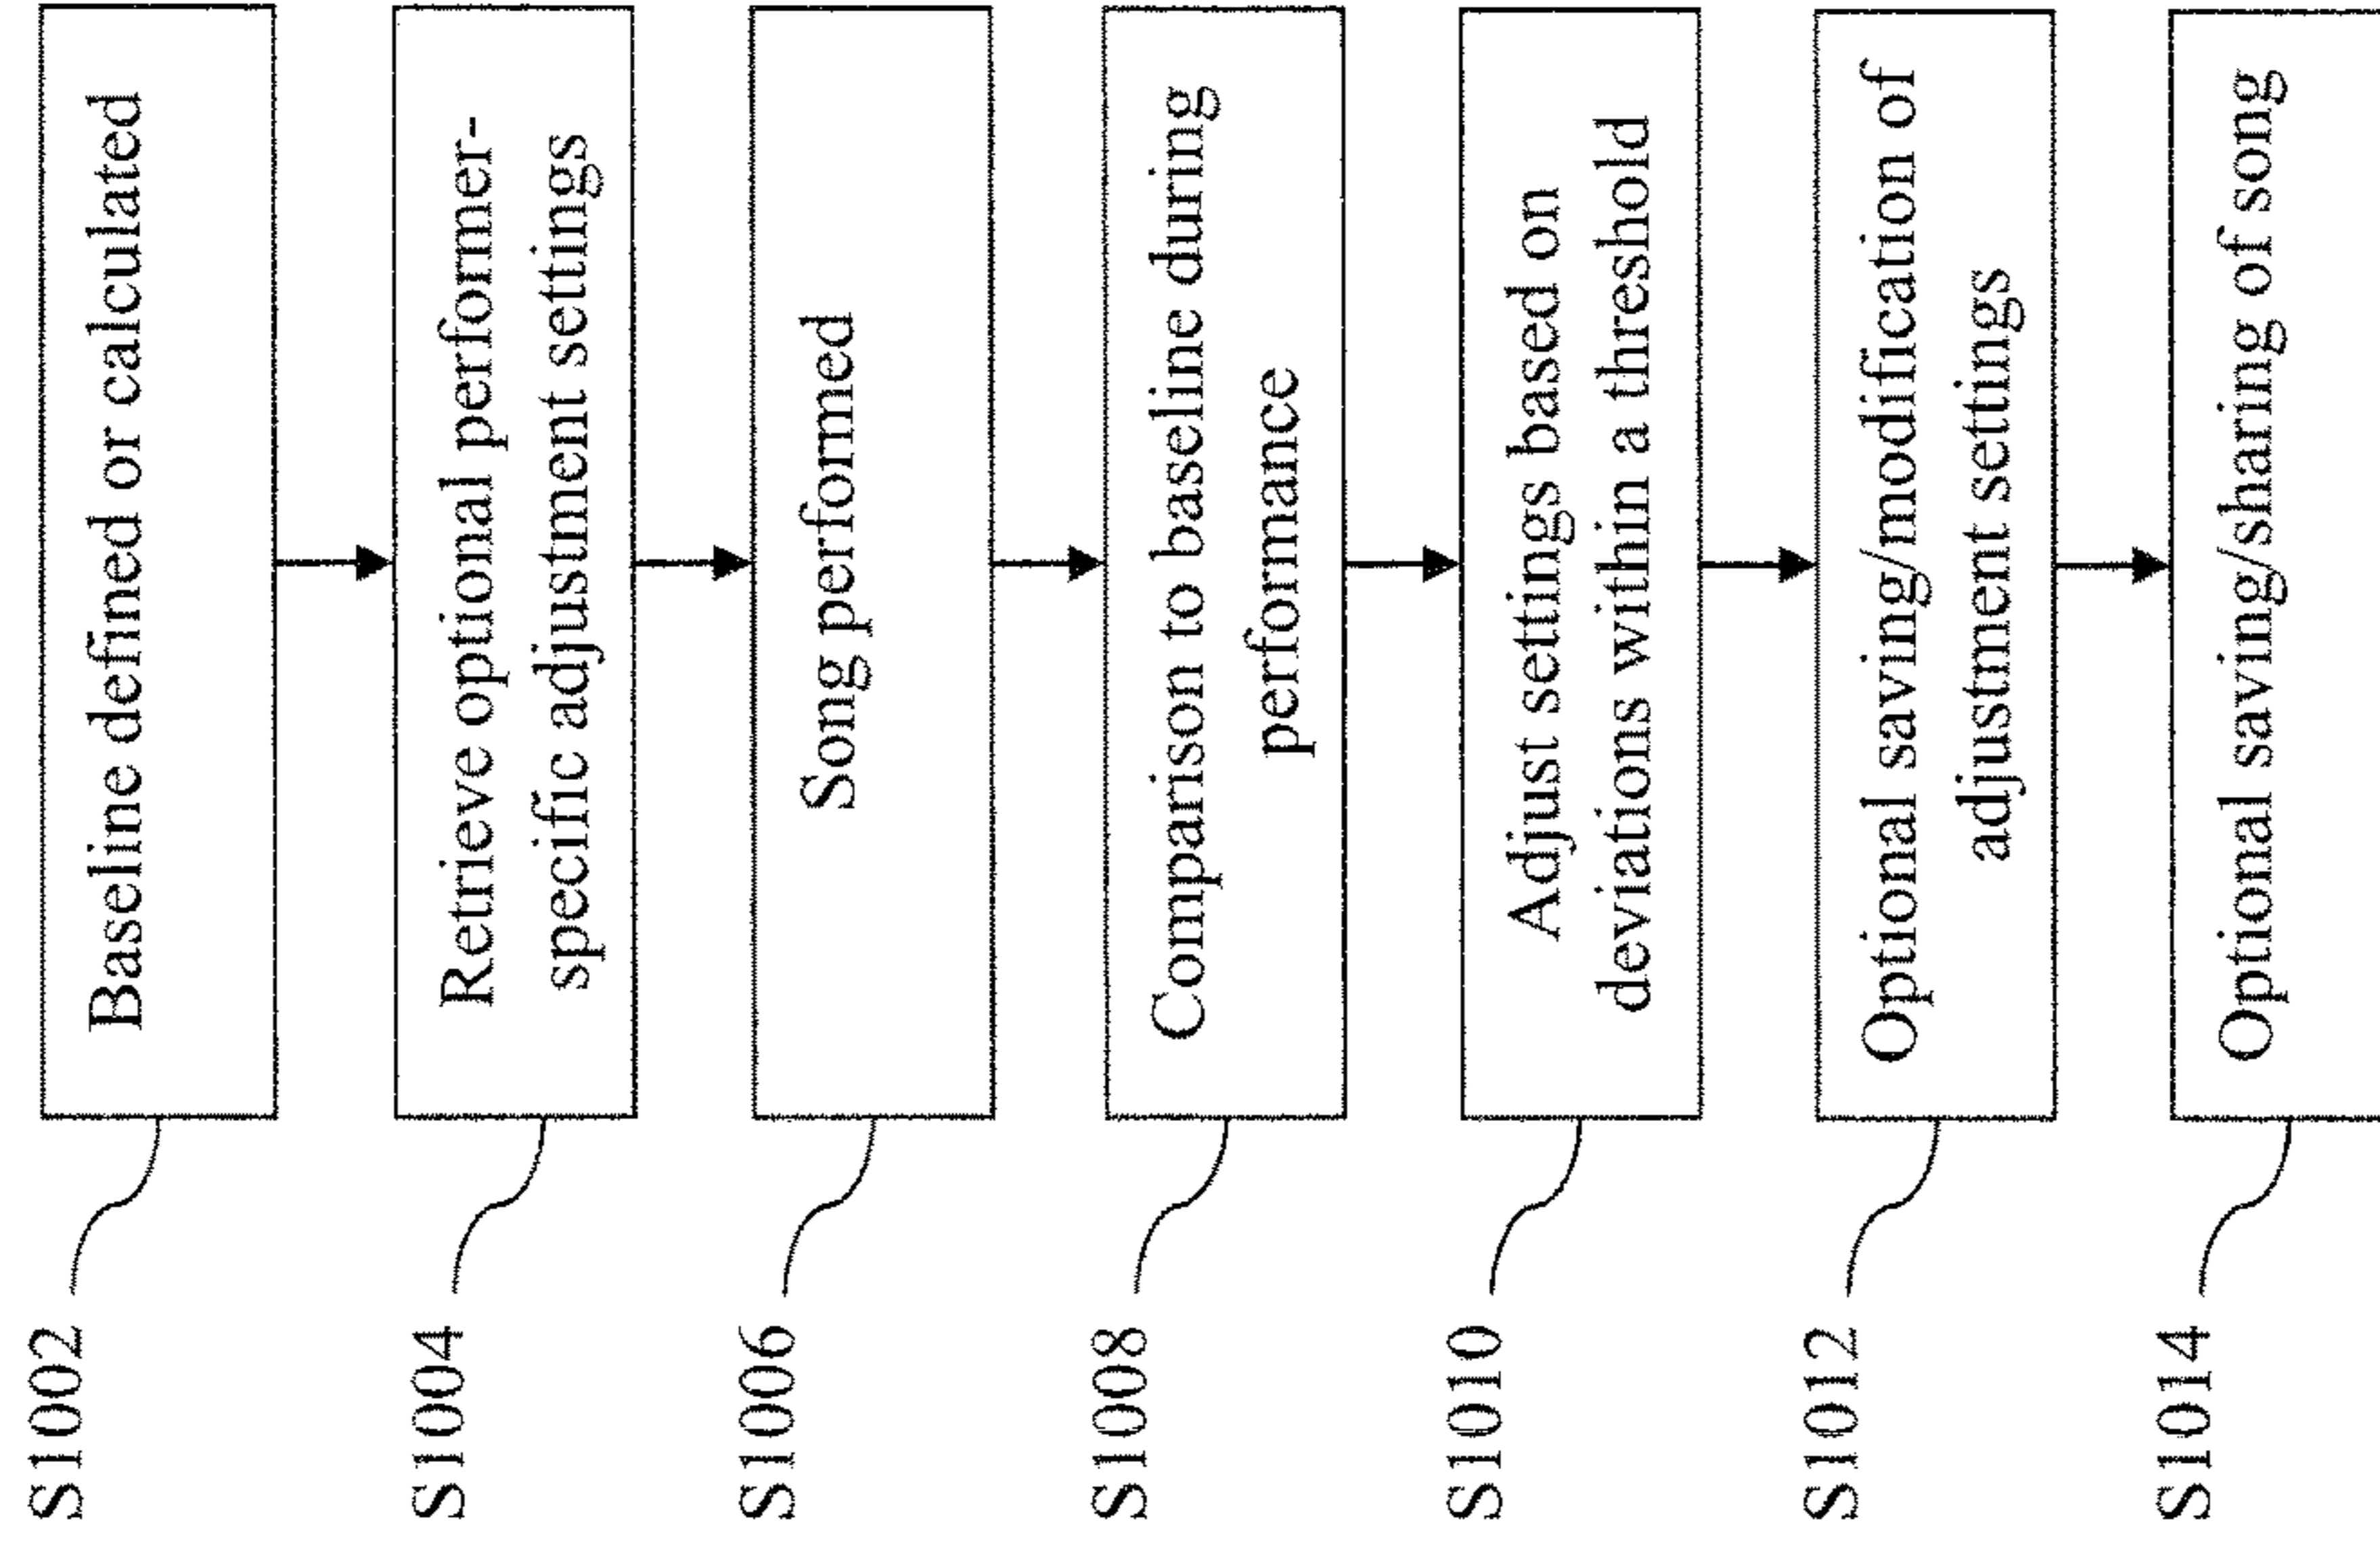 S1002
Baseline defined or calculated
S1004
Retrieve optional performer-
specific adjustment settings
S1006
Song performed
S1008
Comparison to baseline during
performance
S1010
Adjust settings based on
deviations within a threshold
S1012
Optional saving/modification of
adjustment settings
S1014
Optional saving/sharing of song